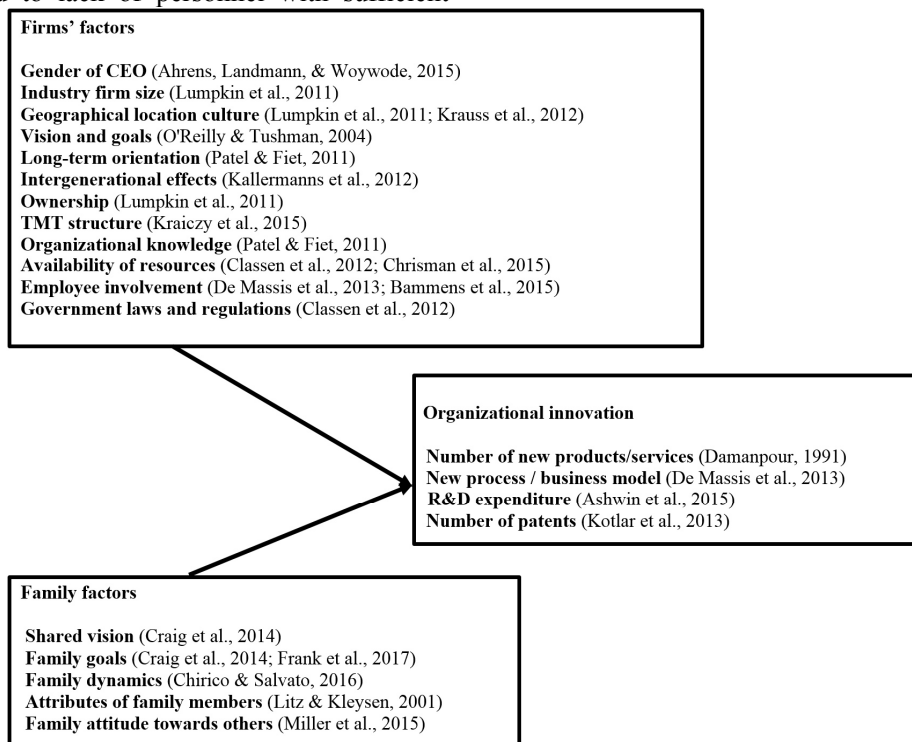 to lack of personnel with sufficient
Firms' factors
Gender of CEO (Ahrens, Landmann, & Woywode, 2015)
Industry firm size (Lumpkin et al., 2011)
Geographical location culture (Lumpkin et al., 2011; Krauss et al., 2012)
Vision and goals (O'Reilly & Tushman, 2004)
Long-term orientation (Patel & Fiet, 2011)
Intergenerational effects (Kallermanns et al., 2012)
Ownership (Lumpkin et al., 2011)
TMT structure (Kraiczy et al., 2015)
Organizational knowledge (Patel & Fiet, 2011)
Availability of resources (Classen et al., 2012; Chrisman et al., 2015)
Employee involvement (De Massis et al., 2013; Bammens et al., 2015)
Government laws and regulations (Classen et al., 2012)
Organizational innovation
Number of new products/services (Damanpour, 1991)
New process / business model (De Massis et al., 2013)
R&D expenditure (Ashwin et al., 2015)
Number of patents (Kotlar et al., 2013)
Family factors
Shared vision (Craig et al., 2014)
Family goals (Craig et al., 2014; Frank et al., 2017)
Family dynamics (Chirico & Salvato, 2016)
Attributes of family members (Litz & Kleysen, 2001)
Family attitude towards others (Miller et al., 2015)